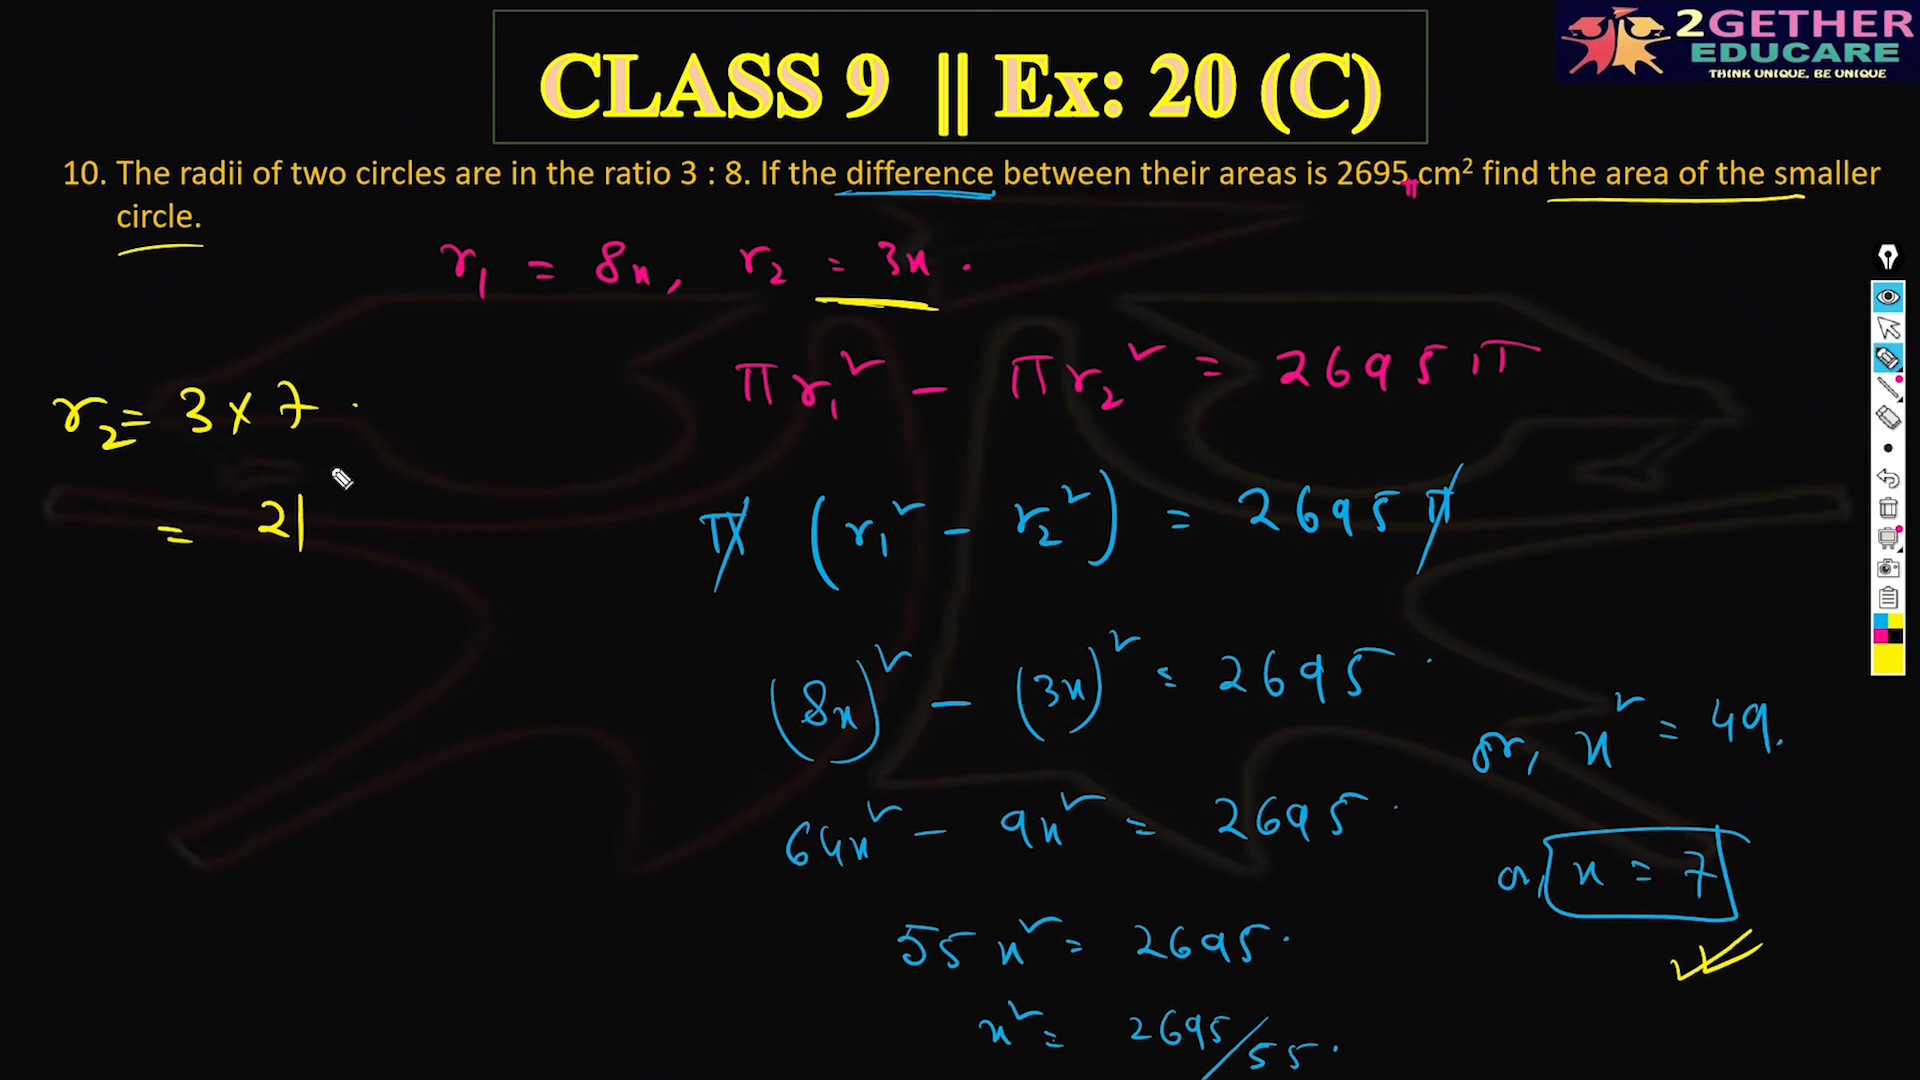 CLASS 9 || Ex: 20 (C)
2GETHER
EDUCARE
THINK UNIQUE. BE UNIQUE
10. The radii of two circles are in the ratio 3 : 8. If the difference between their areas is 2695 π cm² find the area of the smaller
circle.
r₁ = 8x, r₂ = 3x.
πr₁² − πr₂² = 2695π
r₂ = 3 × 7.
= 21
π (r₁² − r₂²) = 2695π
(8x)² − (3x)² = 2695.
64x² − 9x² = 2695.
55x² = 2695.
x² = 2695/55.
or, x² = 49.
or, x = 7